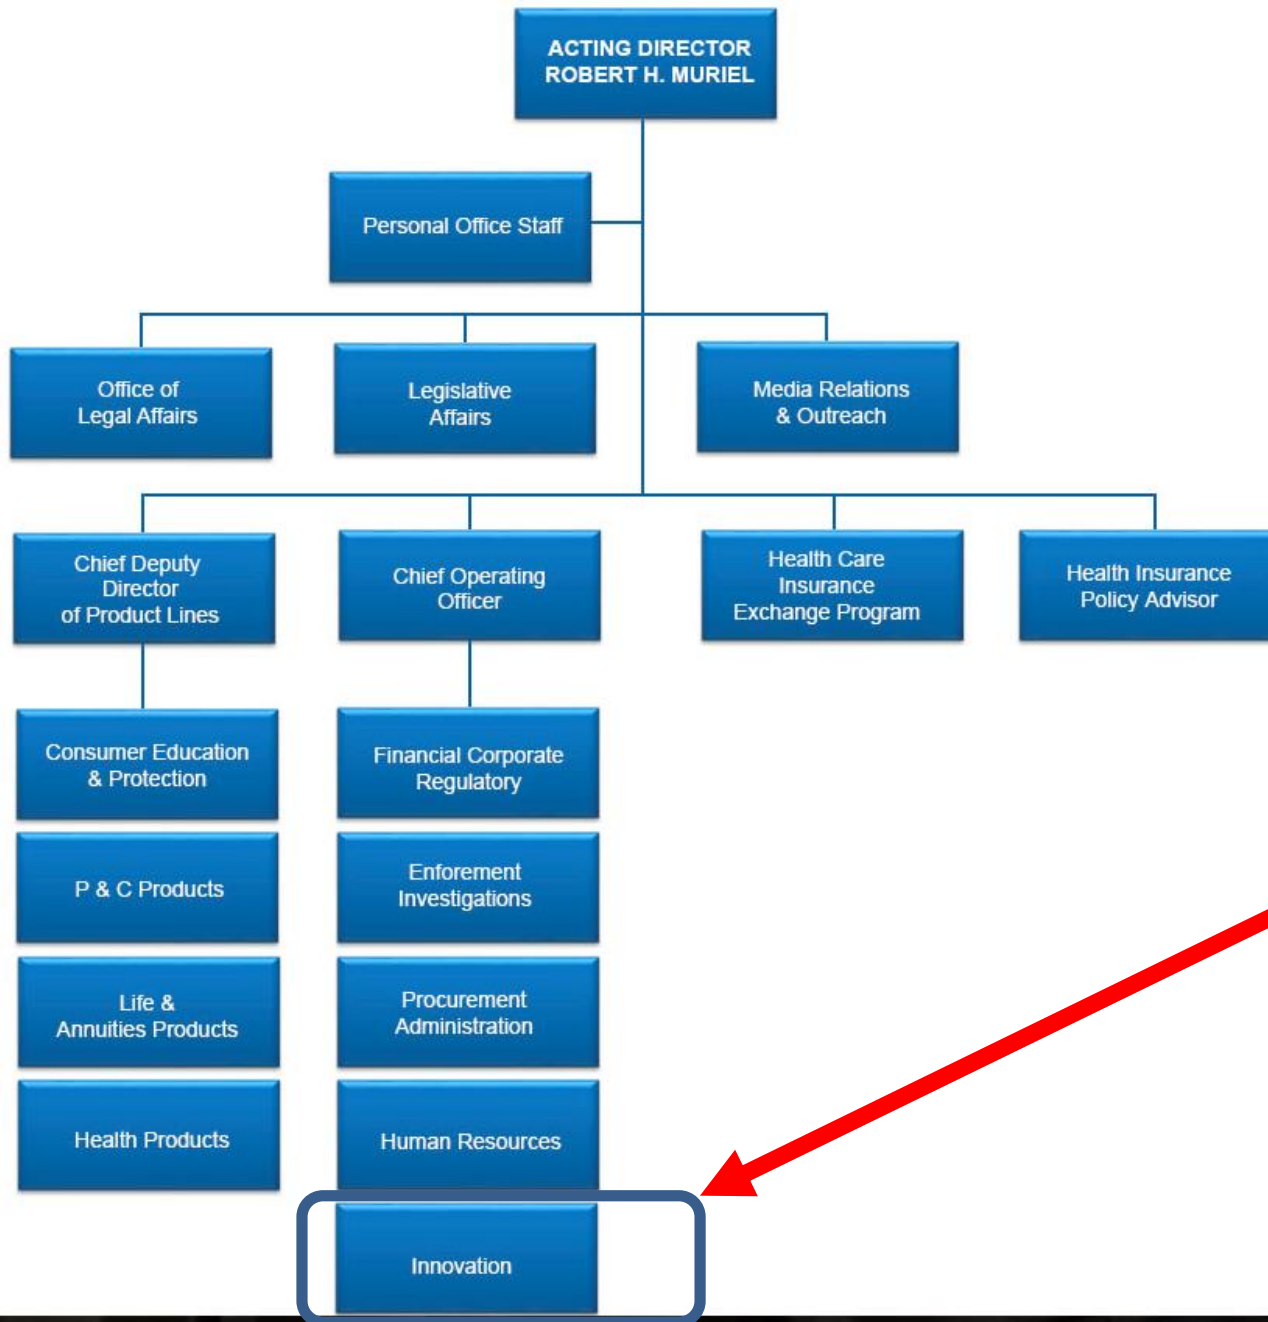 ACTING DIRECTOR
ROBERT H. MURIEL
Personal Office Staff
Office of
Legal Affairs
Legislative
Affairs
Media Relations
& Outreach
Chief Deputy
Director
of Product Lines
Chief Operating
Officer
Health Care
Insurance
Exchange Program
Health Insurance
Policy Advisor
Consumer Education
& Protection
P & C Products
Life &
Annuities Products
Health Products
Financial Corporate
Regulatory
Enforement
Investigations
Procurement
Administration
Human Resources
Innovation